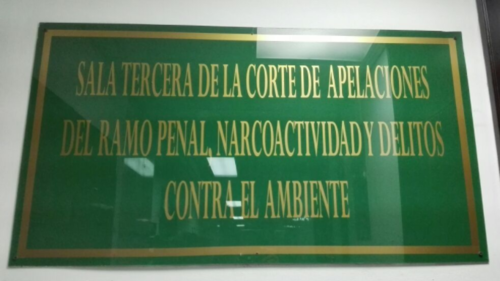 SALA TERCERA DE LA CORTE DE APELACIONES
DEL RAMO PENAL, NARCOACTIVIDAD Y DELITOS
CONTRA EL AMBIENTE